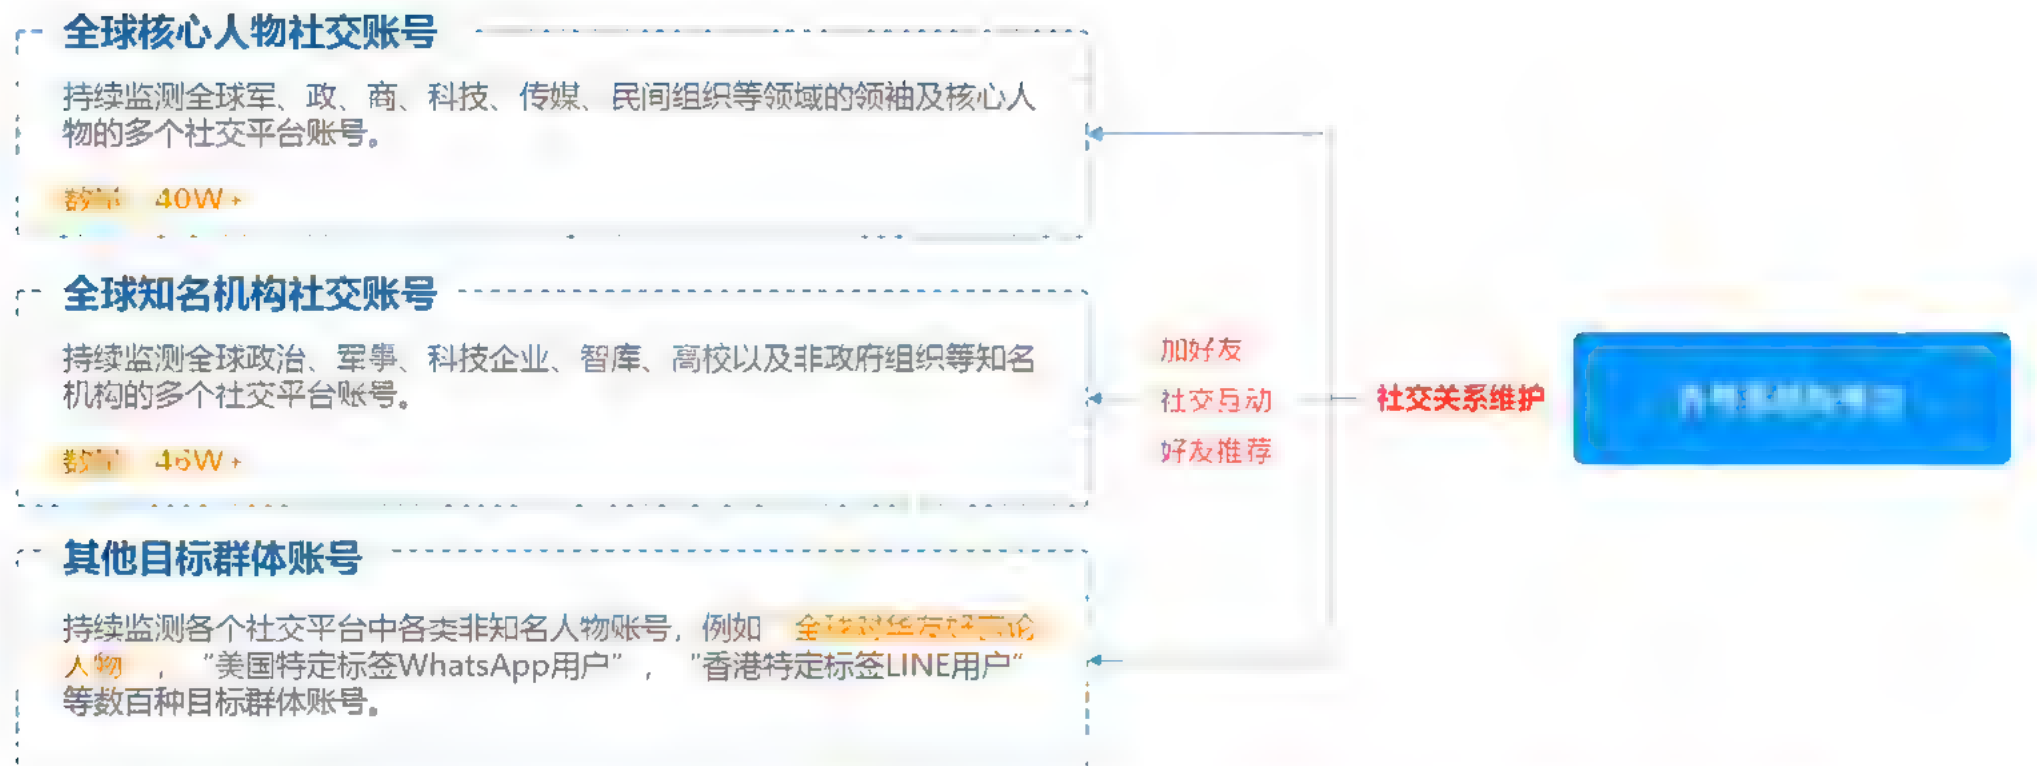 全球核心人物社交账号
持续监测全球军、政、商、科技、传媒、民间组织等领域的领袖及核心人
物的多个社交平台账号。
40W+
全球知名机构社交账号
持续监测全球政治、军事、科技企业、智库、高校以及非政府组织等知名
机构的多个社交平台账号。
46W+
其他目标群体账号
持续监测各个社交平台中各类非知名人物账号，例如
人物 ，“美国特定标签WhatsApp用户”，“香港特定标签LINE用户“
等数百种目标群体账号。
加好友
社交互动
好友推荐
社交关系维护